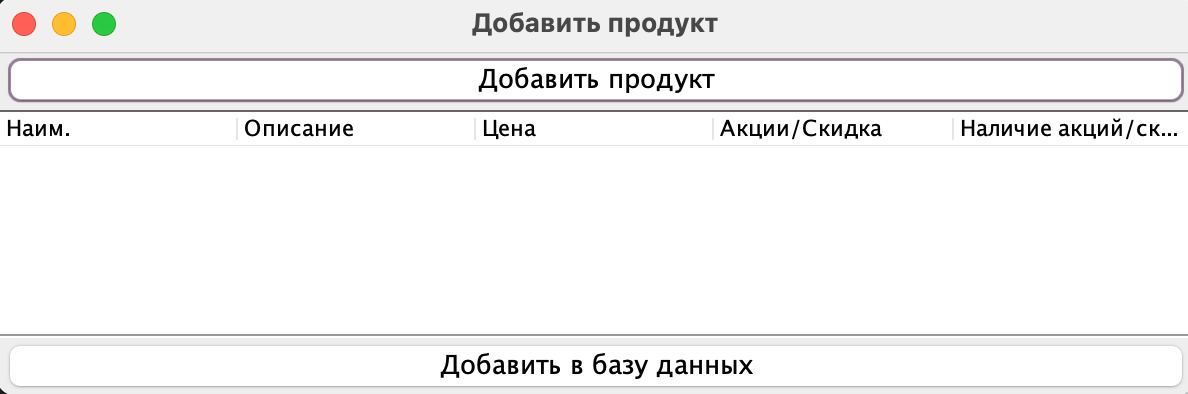 Добавить продукт
Добавить продукт
Наим. Описание Цена Акции/Скидка Наличие акций/ск...
Добавить в базу данных